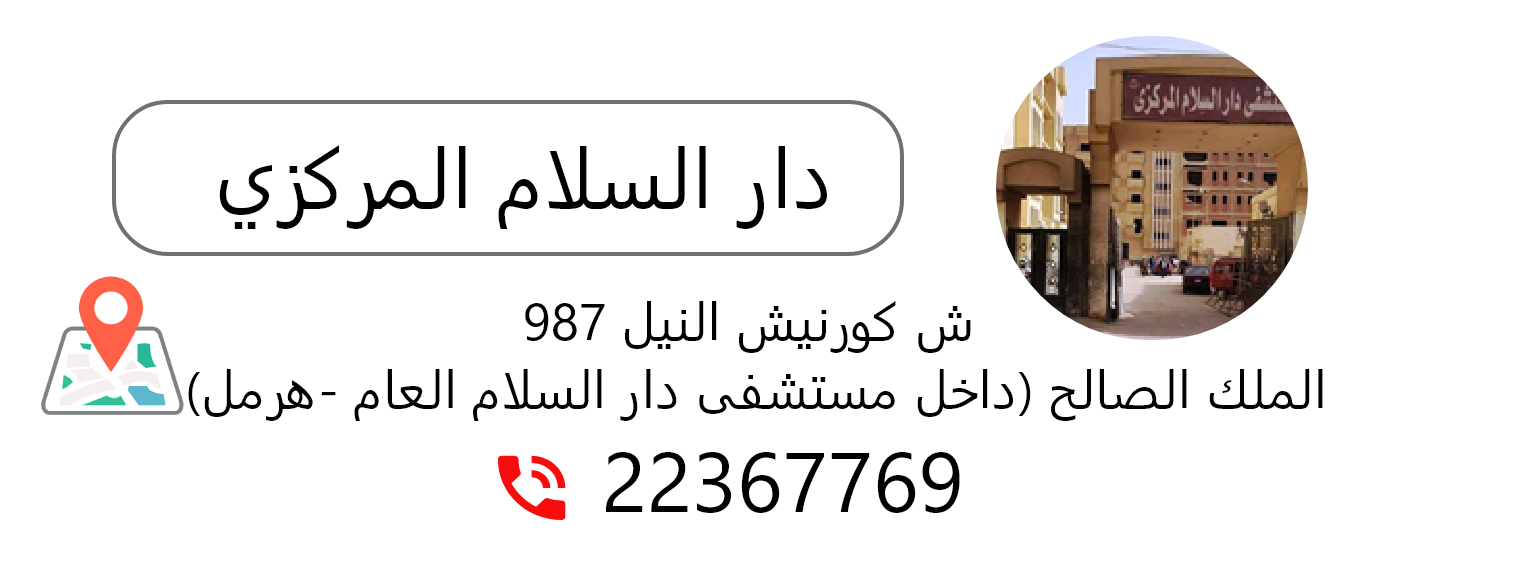 مستشفى دار السلام المركزى
دار السلام المركزي
987 ش كورنيش النيل
الملك الصالح (داخل مستشفى دار السلام العام -هرمل)
22367769